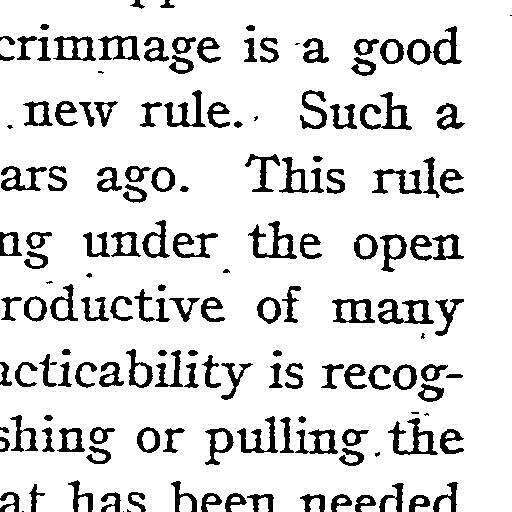 crimmage is a good
new rule. Such a
ars ago. This rule
ng under the open
roductive of many
acticability is recog-
shing or pulling the
at has been needed